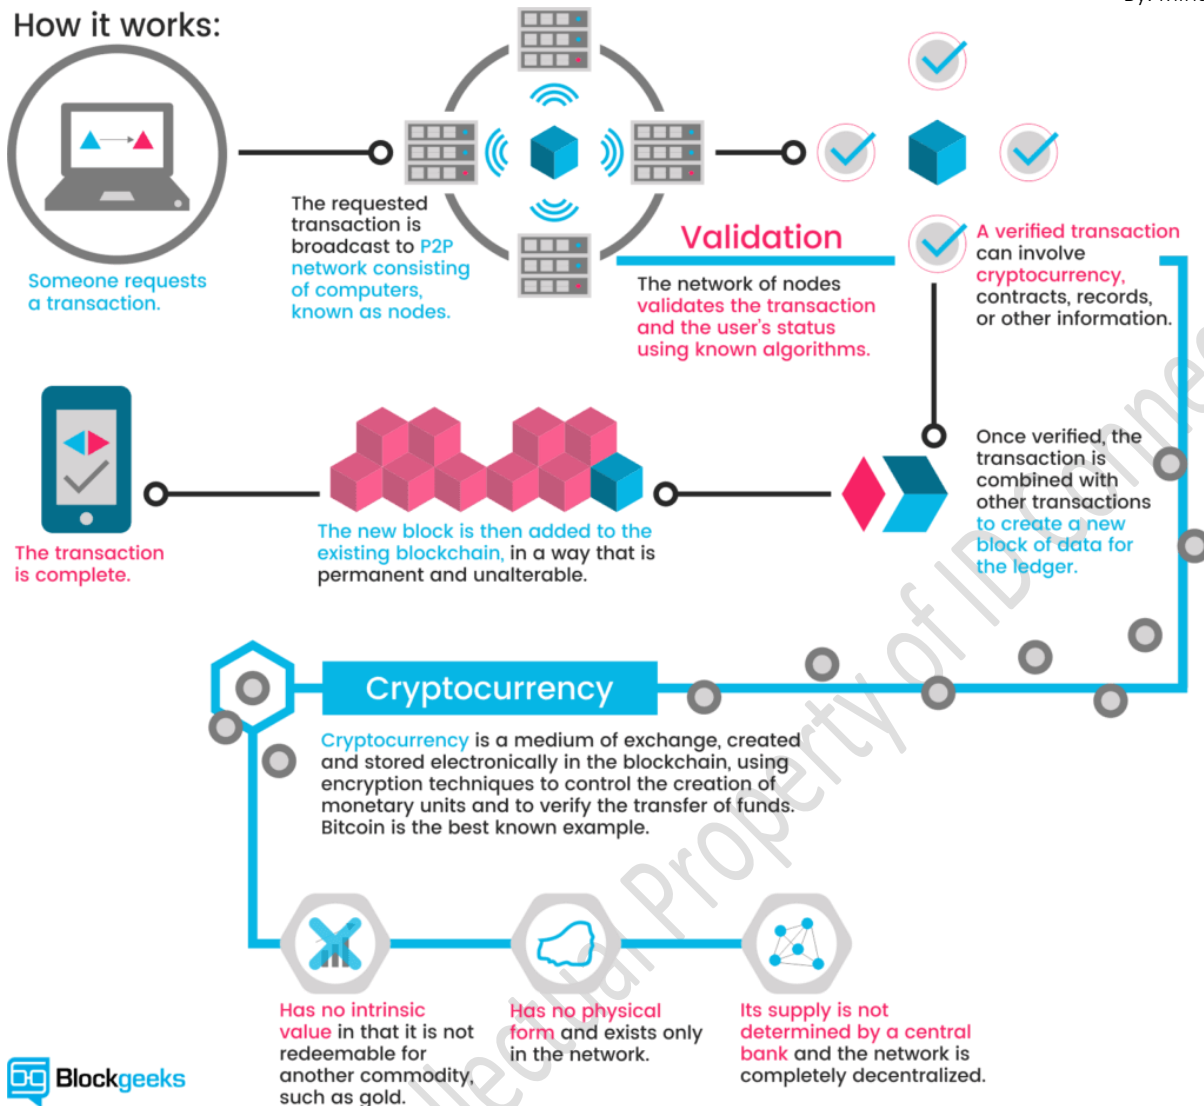 How it works:
Someone requests
a transaction.
The requested
transaction is
broadcast to P2P
network consisting
of computers,
known as nodes.
Validation
The network of nodes
validates the transaction
and the user's status
using known algorithms.
A verified transaction
can involve
cryptocurrency,
contracts, records,
or other information.
Once verified, the
transaction is
combined with
other transactions
to create a new
block of data for
the ledger.
The new block is then added to the
existing blockchain, in a way that is
permanent and unalterable.
The transaction
is complete.
Cryptocurrency
Cryptocurrency is a medium of exchange, created
and stored electronically in the blockchain, using
encryption techniques to control the creation of
monetary units and to verify the transfer of funds.
Bitcoin is the best known example.
Has no intrinsic
value in that it is not
redeemable for
another commodity,
such as gold.
Has no physical
form and exists only
in the network.
Its supply is not
determined by a central
bank and the network is
completely decentralized.
Blockgeeks
Property of ID